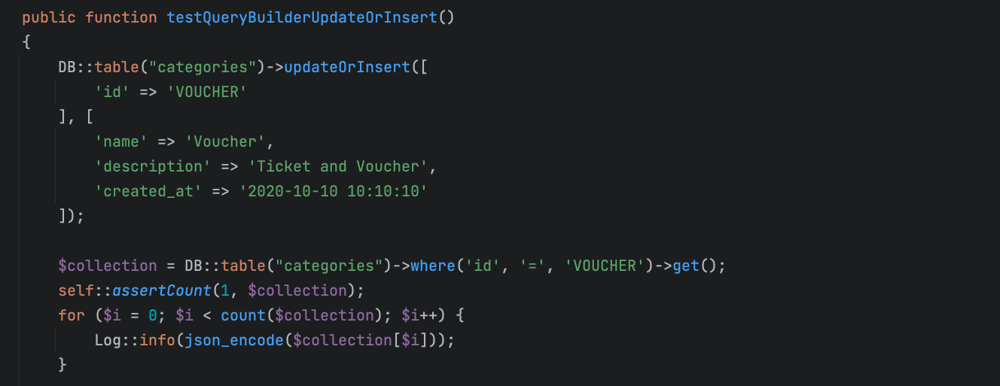 public function testQueryBuilderUpdateOrInsert()
{
    DB::table("categories")->updateOrInsert([
        'id' => 'VOUCHER'
    ], [
        'name' => 'Voucher',
        'description' => 'Ticket and Voucher',
        'created_at' => '2020-10-10 10:10:10'
    ]);

    $collection = DB::table("categories")->where('id', '=', 'VOUCHER')->get();
    self::assertCount(1, $collection);
    for ($i = 0; $i < count($collection); $i++) {
        Log::info(json_encode($collection[$i]));
    }